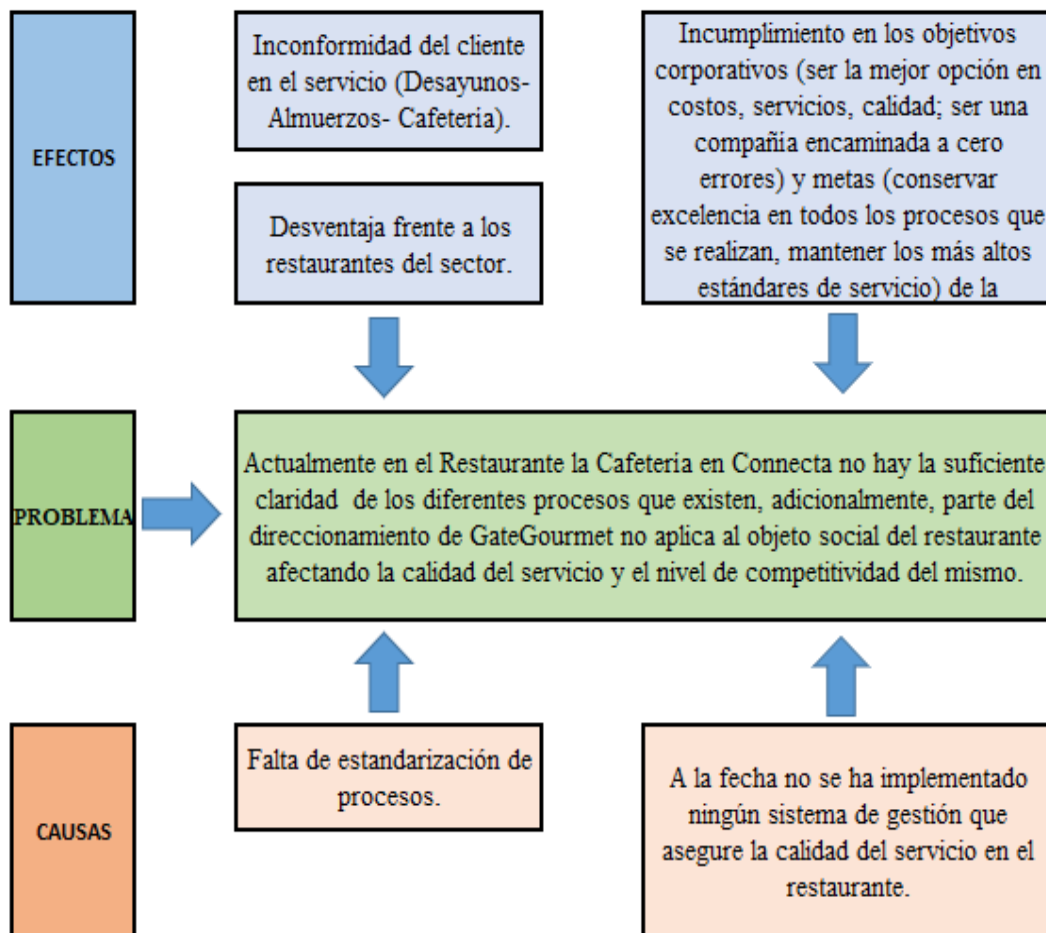 EFECTOS
Inconformidad del cliente
en el servicio (Desayunos-
Almuerzos- Cafetería).
Desventaja frente a los
restaurantes del sector.
Incumplimiento en los objetivos
corporativos (ser la mejor opción en
costos, servicios, calidad; ser una
compañía encaminada a cero
errores) y metas (conservar
excelencia en todos los procesos que
se realizan, mantener los más altos
estándares de servicio) de la
PROBLEMA
Actualmente en el Restaurante la Cafetería en Connecta no hay la suficiente
claridad de los diferentes procesos que existen, adicionalmente, parte del
direccionamiento de GateGourmet no aplica al objeto social del restaurante
afectando la calidad del servicio y el nivel de competitividad del mismo.
CAUSAS
Falta de estandarización de
procesos.
A la fecha no se ha implementado
ningún sistema de gestión que
asegure la calidad del servicio en el
restaurante.